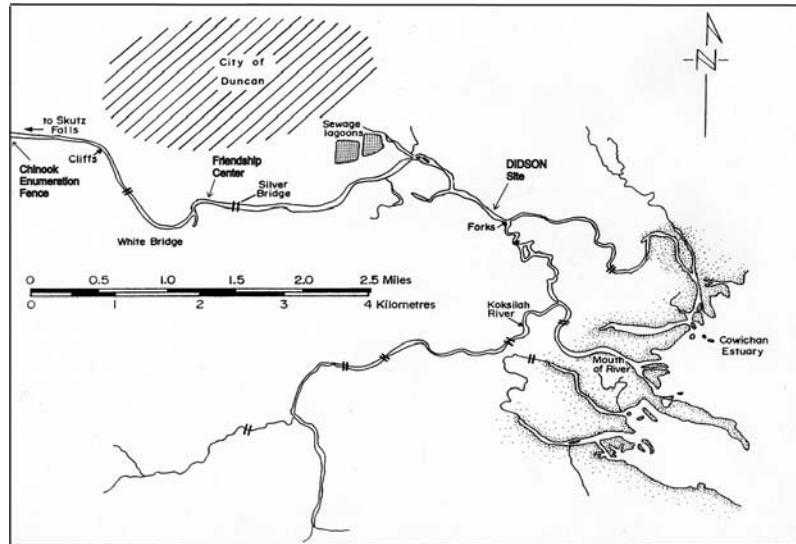 City of
Duncan
N
to Skutz
Falls
Cliffs
Chinook
Enumeration
Fence
Friendship
Center
Silver
Bridge
White Bridge
Sewage
lagoons
DIDSON
Site
Forks
0 0.5 1.0 1.5 2.0 2.5 Miles
0 1 2 3 4 Kilometres
Koksilah
River
Cowichan
Estuary
Mouth
of River